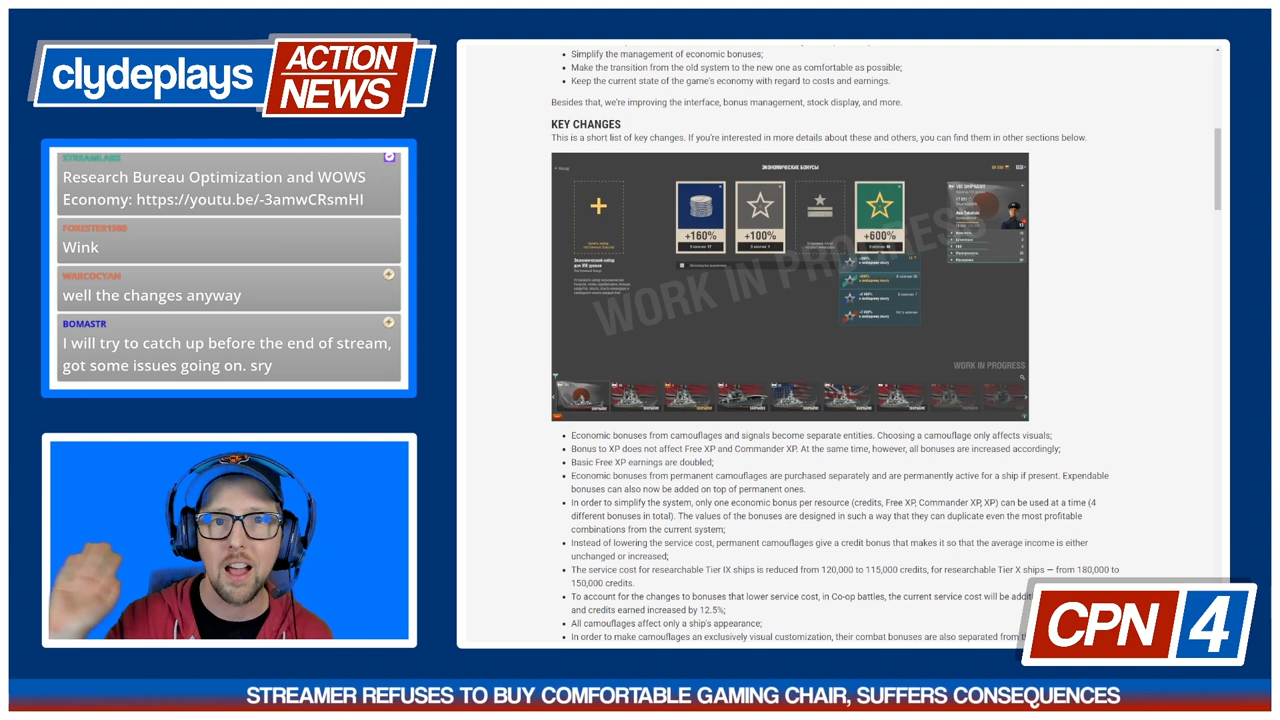 clydeplays
ACTION
NEWS
STREAMLABS
Research Bureau Optimization and WOWS
Economy: https://youtu.be/-3amwCRsmHI
FORESTER1980
Wink
WARCOCYAN
well the changes anyway
BOMASTR
I will try to catch up before the end of stream,
got some issues going on. sry
Simplify the management of economic bonuses;
Make the transition from the old system to the new one as comfortable as possible;
Keep the current state of the game's economy with regard to costs and earnings.
Besides that, we're improving the interface, bonus management, stock display, and more.
KEY CHANGES
This is a short list of key changes. If you're interested in more details about these and others, you can find them in other sections below.
ЭКОНОМИЧЕСКИЕ БОНУСЫ
+160%
+100%
+600%
WORK IN PROGRESS
WORK IN PROGRESS
Economic bonuses from camouflages and signals become separate entities. Choosing a camouflage only affects visuals;
Bonus to XP does not affect Free XP and Commander XP. At the same time, however, all bonuses are increased accordingly;
Basic Free XP earnings are doubled;
Economic bonuses from permanent camouflages are purchased separately and are permanently active for a ship if present. Expendable
bonuses can also now be added on top of permanent ones.
In order to simplify the system, only one economic bonus per resource (credits, Free XP, Commander XP, XP) can be used at a time (4
different bonuses in total). The values of the bonuses are designed in such a way that they can duplicate even the most profitable
combinations from the current system;
Instead of lowering the service cost, permanent camouflages give a credit bonus that makes it so that the average income is either
unchanged or increased;
The service cost for researchable Tier IX ships is reduced from 120,000 to 115,000 credits, for researchable Tier X ships — from 180,000 to
150,000 credits.
To account for the changes to bonuses that lower service cost, in Co-op battles, the current service cost will be
and credits earned increased by 12.5%;
All camouflages affect only a ship's appearance;
In order to make camouflages an exclusively visual customization, their combat bonuses are also separated from
CPN 4
STREAMER REFUSES TO BUY COMFORTABLE GAMING CHAIR, SUFFERS CONSEQUENCES